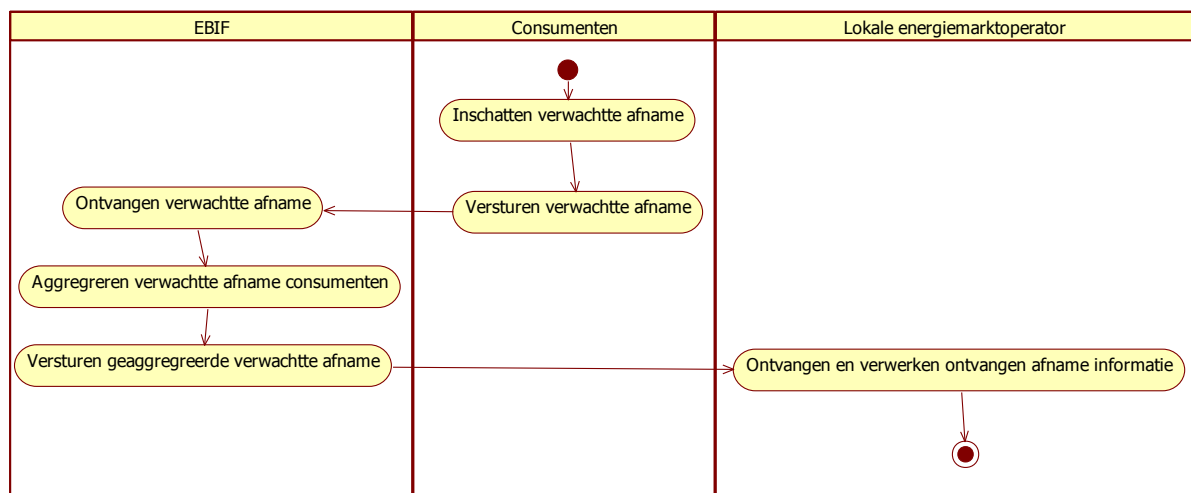 EBIF
Consumenten
Lokale energiemarktoperator
Inschatten verwachtte afname
Versturen verwachtte afname
Ontvangen verwachtte afname
Aggregreren verwachtte afname consumenten
Versturen geaggregreerde verwachtte afname
Ontvangen en verwerken ontvangen afname informatie